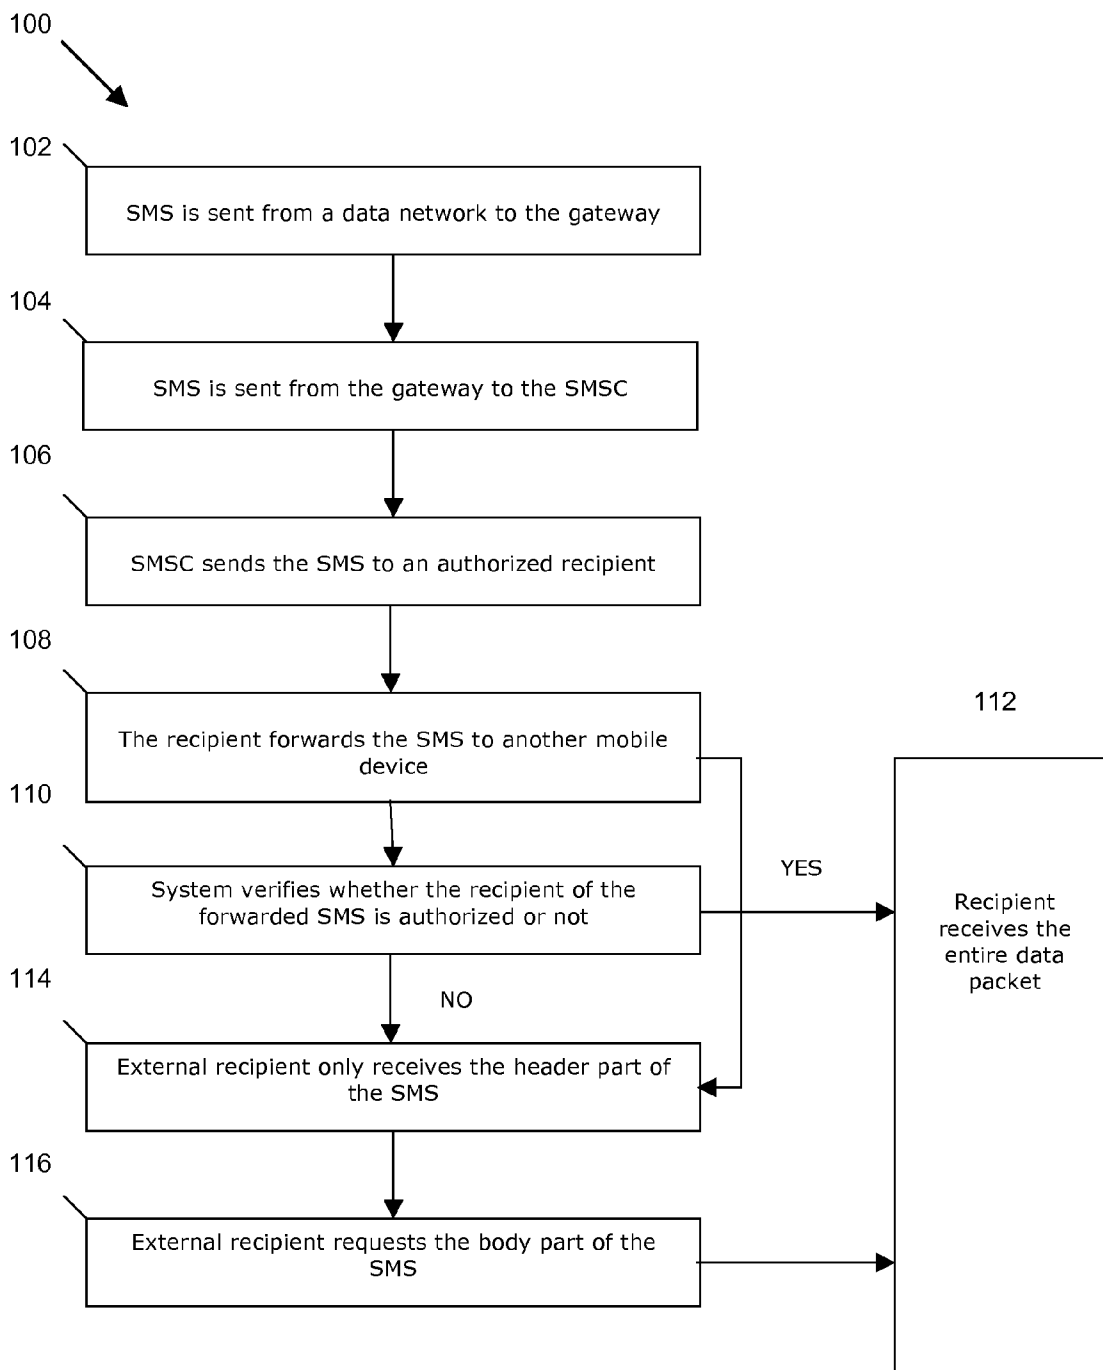 100
102
SMS is sent from a data network to the gateway
104
SMS is sent from the gateway to the SMSC
106
SMSC sends the SMS to an authorized recipient
108
The recipient forwards the SMS to another mobile
device
112
110
System verifies whether the recipient of the
forwarded SMS is authorized or not
YES
Recipient
receives the
entire data
packet
114
NO
External recipient only receives the header part of
the SMS
116
External recipient requests the body part of the
SMS